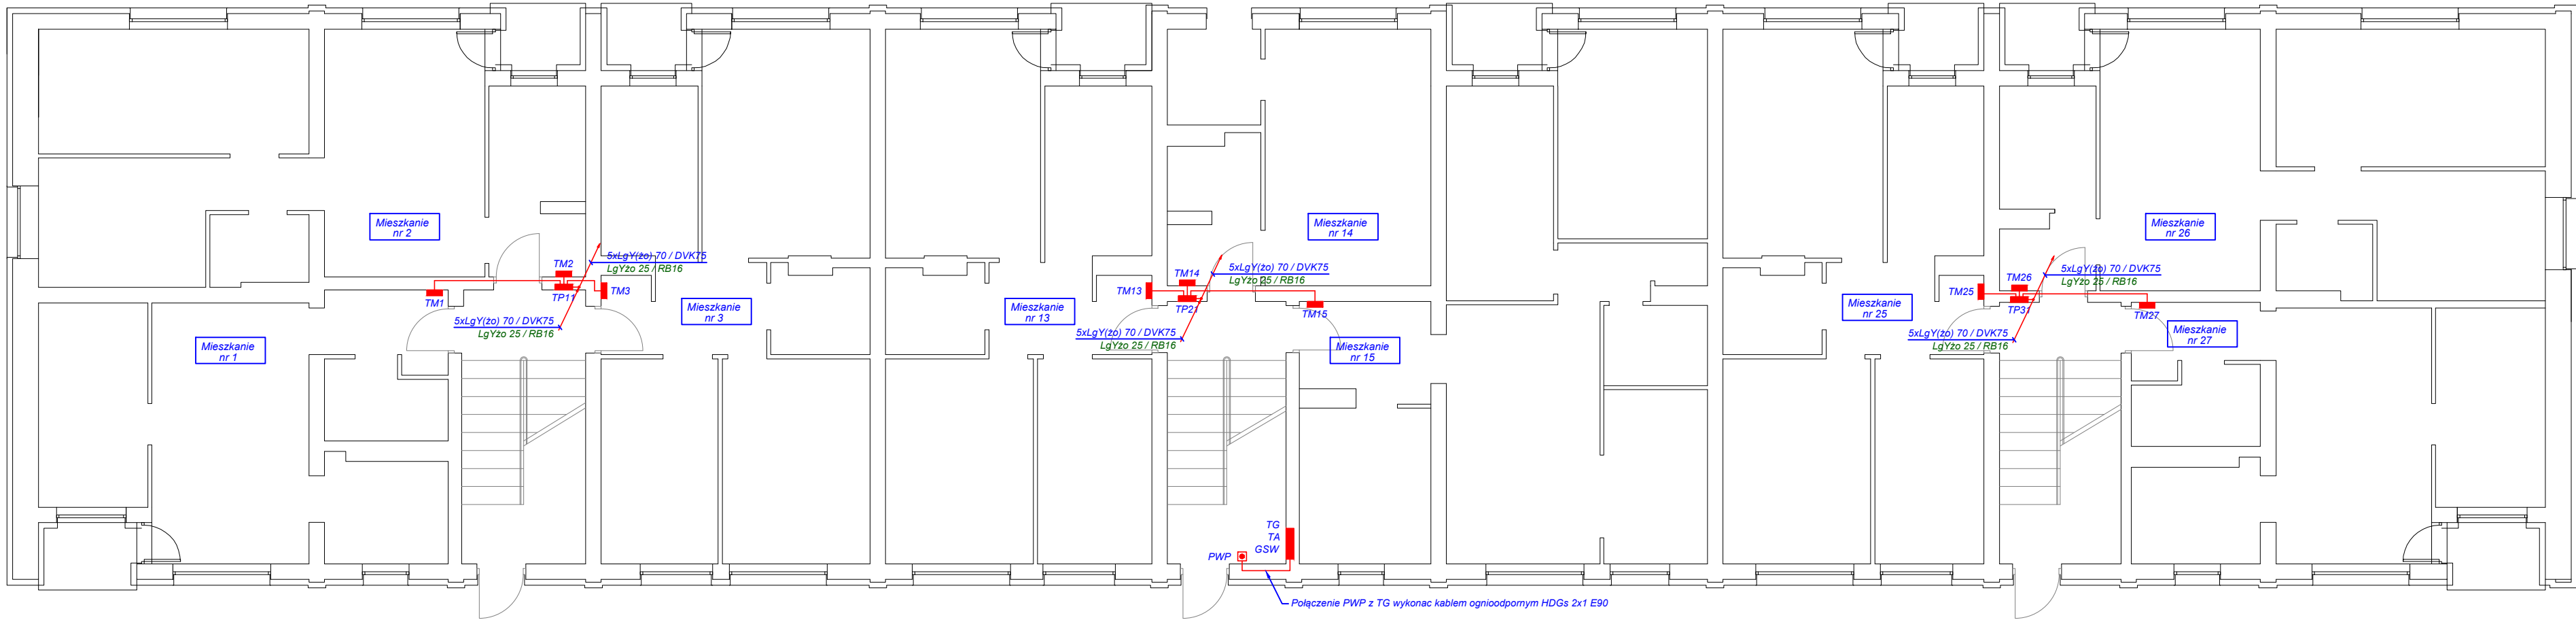 Mieszkanie
nr 2
TM1
TM2
TP11
TM3
5xLgY(żo) 70 / DVK75
LgYżo 25 / RB16
5xLgY(żo) 70 / DVK75
LgYżo 25 / RB16
Mieszkanie
nr 1
Mieszkanie
nr 3
Mieszkanie
nr 13
Mieszkanie
nr 14
TM13
TM14
TP21
TM15
5xLgY(żo) 70 / DVK75
LgYżo 25 / RB16
5xLgY(żo) 70 / DVK75
LgYżo 25 / RB16
Mieszkanie
nr 15
Mieszkanie
nr 25
Mieszkanie
nr 26
TM25
TM26
TP31
TM27
5xLgY(żo) 70 / DVK75
LgYżo 25 / RB16
5xLgY(żo) 70 / DVK75
LgYżo 25 / RB16
Mieszkanie
nr 27
TG
TA
GSW
PWP
Połączenie PWP z TG wykonac kablem ognioodpornym HDGs 2x1 E90